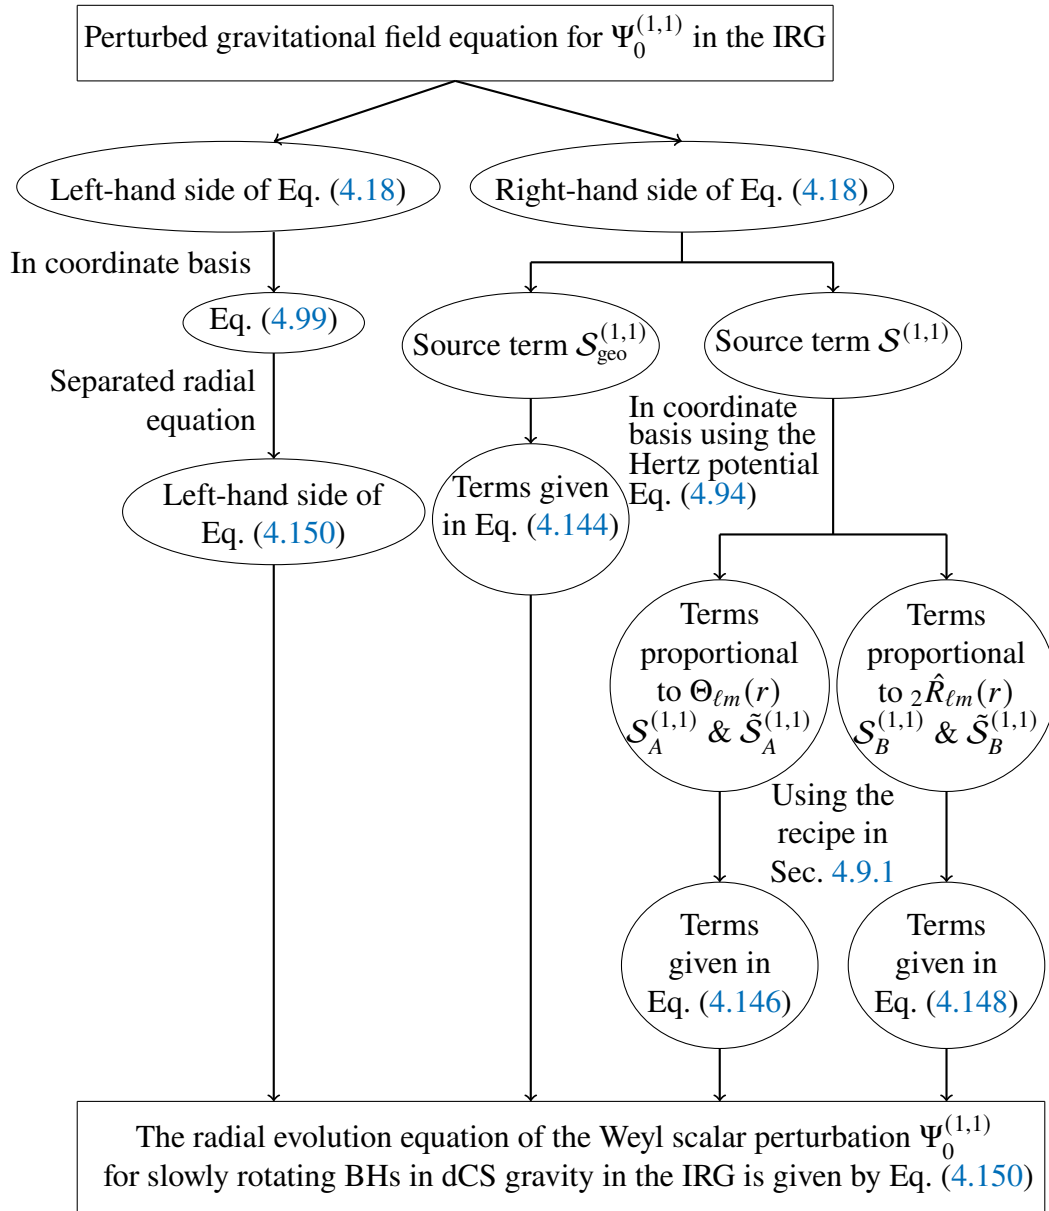 Perturbed gravitational field equation for Ψ₀⁽¹,¹⁾ in the IRG
Left-hand side of Eq. (4.18)
Right-hand side of Eq. (4.18)
In coordinate basis
Eq. (4.99)
Source term 𝒮_geo⁽¹,¹⁾
Source term 𝒮⁽¹,¹⁾
Separated radial
equation
In coordinate
basis using the
Hertz potential
Eq. (4.94)
Left-hand side of
Eq. (4.150)
Terms given
in Eq. (4.144)
Terms
proportional
to Θ_ℓm(r)
𝒮_A⁽¹,¹⁾ & 𝒮̃_A⁽¹,¹⁾
Terms
proportional
to ₂R̂_ℓm(r)
𝒮_B⁽¹,¹⁾ & 𝒮̃_B⁽¹,¹⁾
Using the
recipe in
Sec. 4.9.1
Terms
given in
Eq. (4.146)
Terms
given in
Eq. (4.148)
The radial evolution equation of the Weyl scalar perturbation Ψ₀⁽¹,¹⁾
for slowly rotating BHs in dCS gravity in the IRG is given by Eq. (4.150)